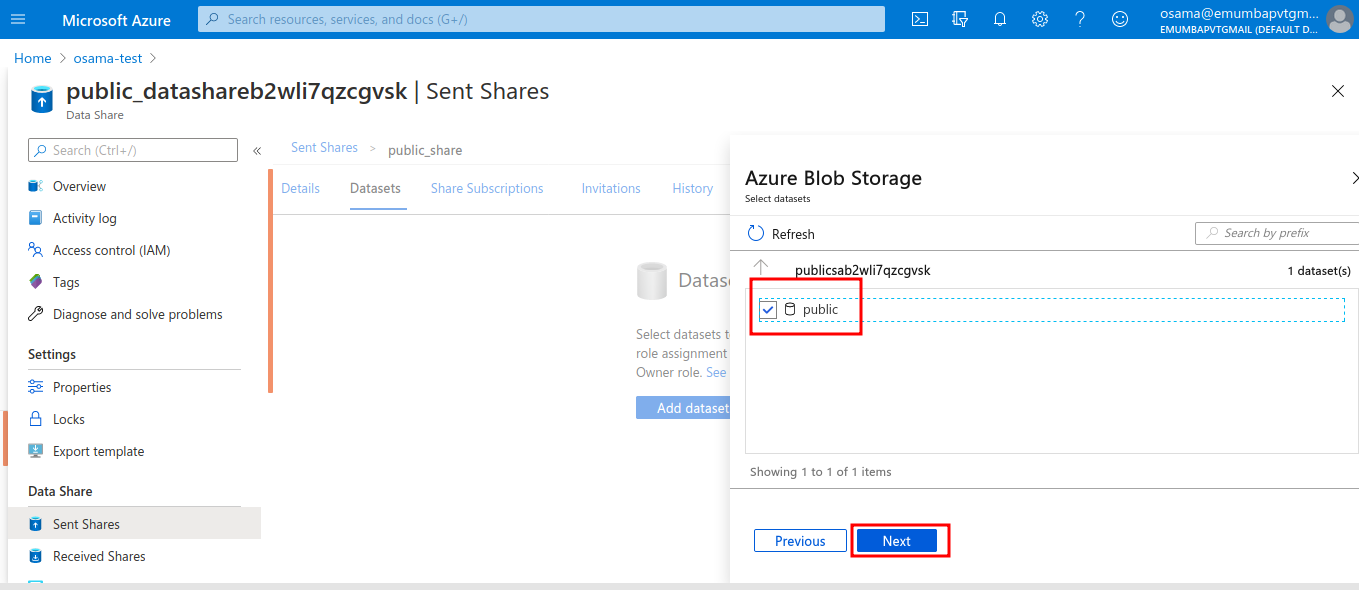 Microsoft Azure
Search resources, services, and docs (G+/)
osama@emumbapvtgm...
EMUMBAPVTGMAIL (DEFAULT D...
Home > osama-test >
public_datashareb2wli7qzcgvsk | Sent Shares
Data Share
Search (Ctrl+/)
«
Overview
Activity log
Access control (IAM)
Tags
Diagnose and solve problems
Settings
Properties
Locks
Export template
Data Share
Sent Shares
Received Shares
Sent Shares > public_share
Details Datasets Share Subscriptions Invitations History
Datase
Select datasets t
role assignment
Owner role. See
Add dataset
Azure Blob Storage
Select datasets
Refresh
Search by prefix
publicsab2wli7qzcgvsk
1 dataset(s)
public
Showing 1 to 1 of 1 items
Previous
Next